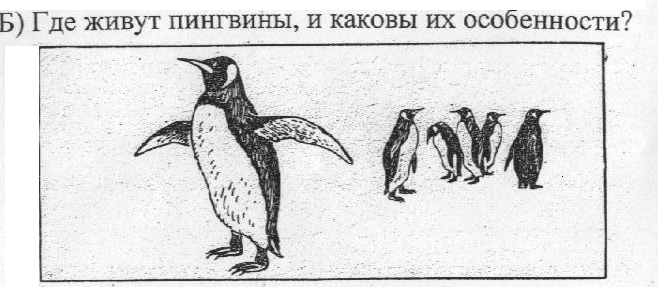 Б) Где живут пингвины, и каковы их особенности?